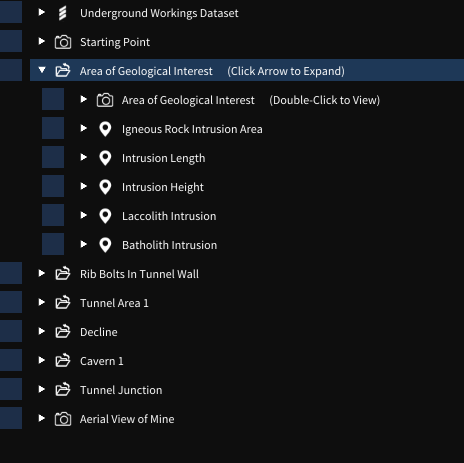 Underground Workings Dataset
Starting Point
Area of Geological Interest (Click Arrow to Expand)
Area of Geological Interest (Double-Click to View)
Igneous Rock Intrusion Area
Intrusion Length
Intrusion Height
Laccolith Intrusion
Batholith Intrusion
Rib Bolts In Tunnel Wall
Tunnel Area 1
Decline
Cavern 1
Tunnel Junction
Aerial View of Mine